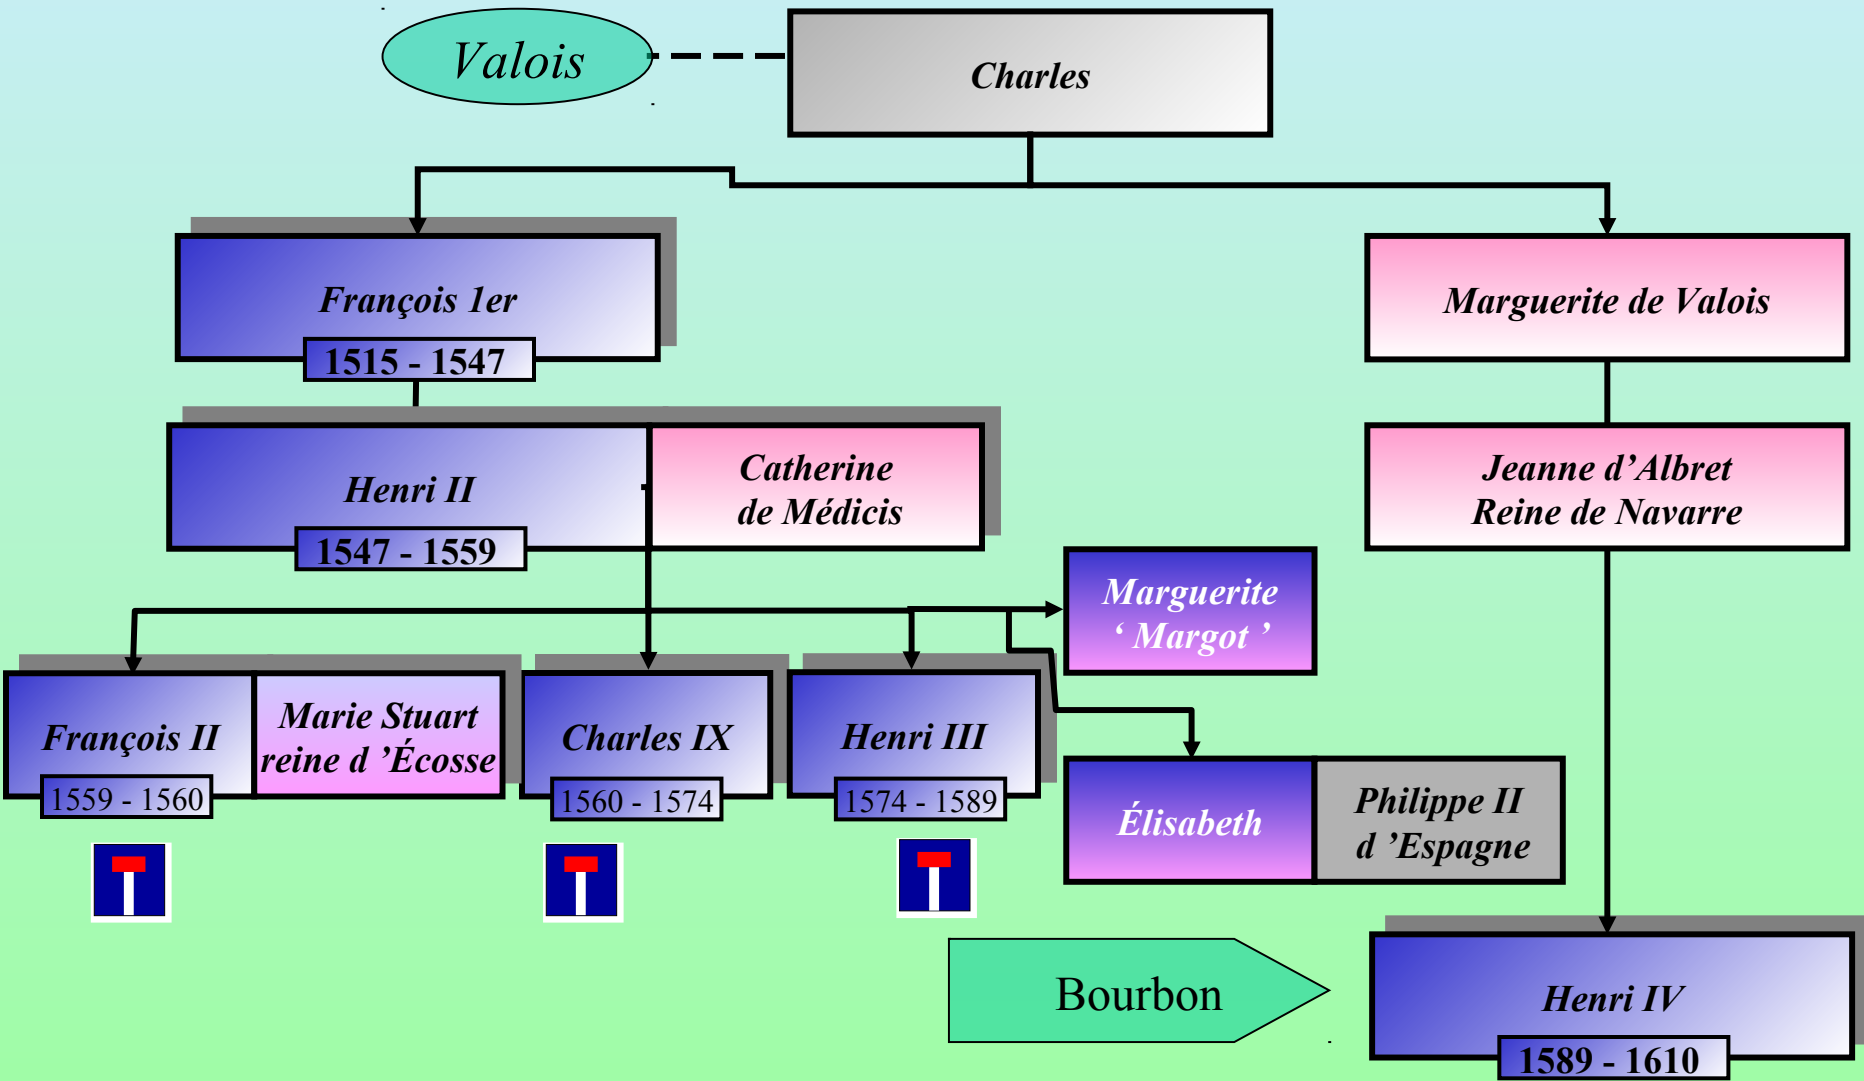 Valois
Charles
François 1er
1515 - 1547
Marguerite de Valois
Henri II
1547 - 1559
Catherine
de Médicis
Jeanne d’Albret
Reine de Navarre
Marguerite
‘ Margot ’
François II
1559 - 1560
Marie Stuart
reine d ’Écosse
Charles IX
1560 - 1574
Henri III
1574 - 1589
Élisabeth
Philippe II
d ’Espagne
Bourbon
Henri IV
1589 - 1610